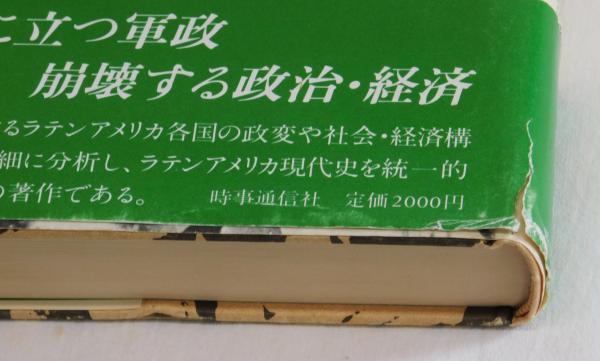 に立つ軍政
崩壊する政治・経済
るラテンアメリカ各国の政変や社会・経済構
細に分析し、ラテンアメリカ現代史を統一的
の著作である。 時事通信社 定価2000円